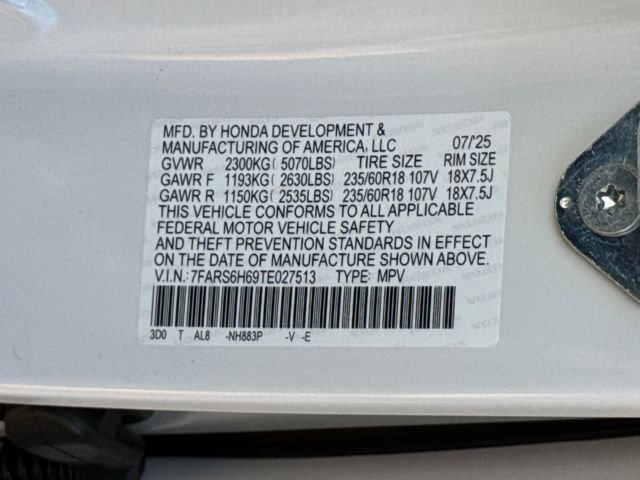 MFD. BY HONDA DEVELOPMENT &
MANUFACTURING OF AMERICA, LLC 07/'25
GVWR 2300KG( 5070LBS) TIRE SIZE RIM SIZE
GAWR F 1193KG( 2630LBS) 235/60R18 107V 18X7.5J
GAWR R 1150KG( 2535LBS) 235/60R18 107V 18X7.5J
THIS VEHICLE CONFORMS TO ALL APPLICABLE
FEDERAL MOTOR VEHICLE SAFETY
AND THEFT PREVENTION STANDARDS IN EFFECT
ON THE DATE OF MANUFACTURE SHOWN ABOVE.
V.I.N.:7FARS6H69TE027513 TYPE: MPV
3D0 T AL8 -NH883P -V -E